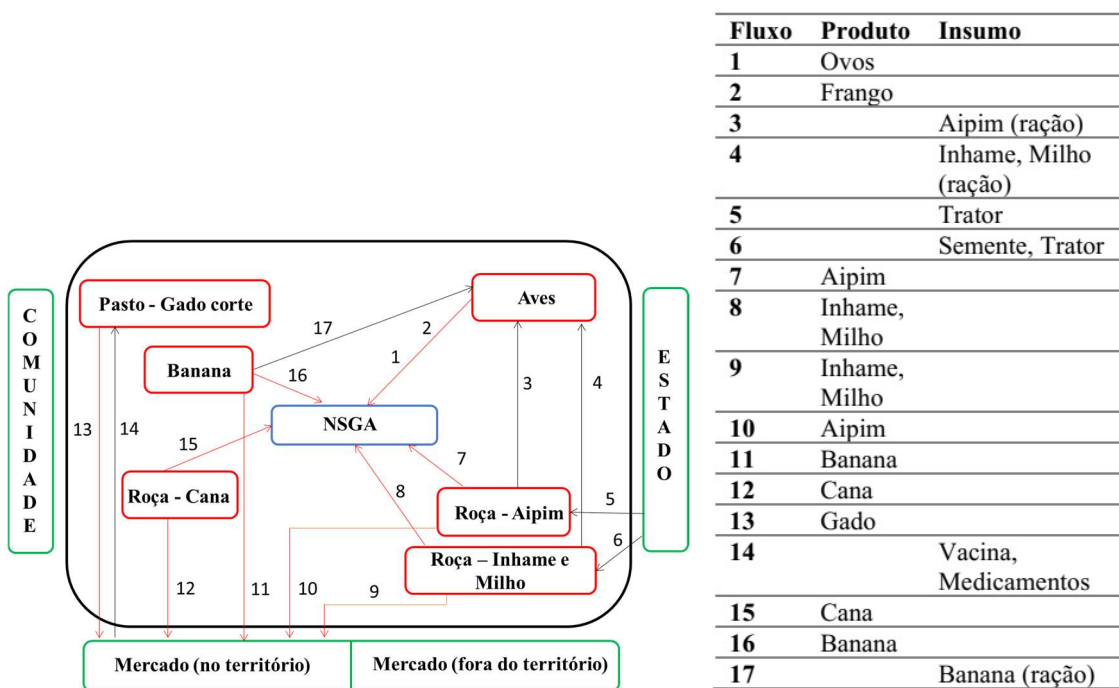 COMUNIDADE
Pasto - Gado corte
Aves
17
2
Banana
1
16
3
4
NSGA
13
14
15
7
Roça - Cana
8
Roça - Aipim
5
6
Roça – Inhame e
Milho
12
11
10
9
ESTADO
Mercado (no território)
Mercado (fora do território)
Fluxo Produto Insumo
1 Ovos
2 Frango
3 Aipim (ração)
4 Inhame, Milho
(ração)
5 Trator
6 Semente, Trator
7 Aipim
8 Inhame,
Milho
9 Inhame,
Milho
10 Aipim
11 Banana
12 Cana
13 Gado
14 Vacina,
Medicamentos
15 Cana
16 Banana
17 Banana (ração)